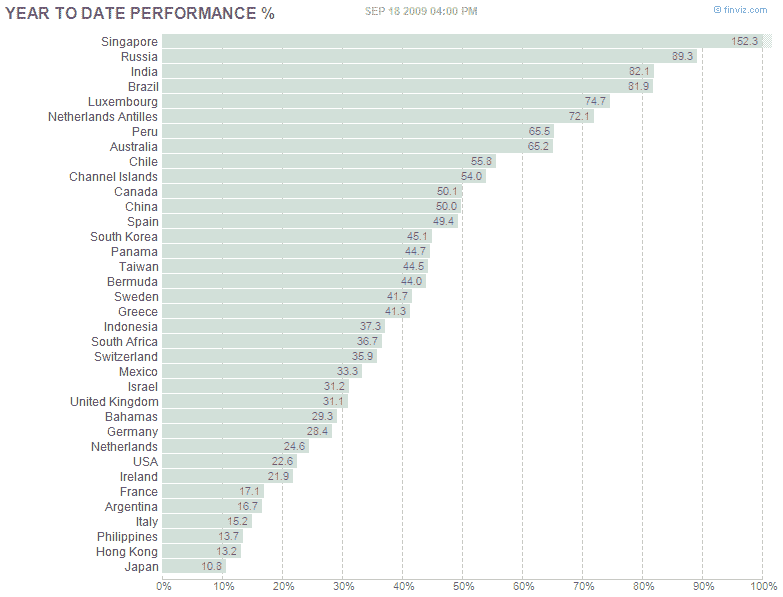 YEAR TO DATE PERFORMANCE % SEP 18 2009 04:00 PM © finviz.com
Singapore 152.3
Russia 89.3
India 82.1
Brazil 81.9
Luxembourg 74.7
Netherlands Antilles 72.1
Peru 65.5
Australia 65.2
Chile 55.8
Channel Islands 54.0
Canada 50.1
China 50.0
Spain 49.4
South Korea 45.1
Panama 44.7
Taiwan 44.5
Bermuda 44.0
Sweden 41.7
Greece 41.3
Indonesia 37.3
South Africa 36.7
Switzerland 35.9
Mexico 33.3
Israel 31.2
United Kingdom 31.1
Bahamas 29.3
Germany 28.4
Netherlands 24.6
USA 22.6
Ireland 21.9
France 17.1
Argentina 16.7
Italy 15.2
Philippines 13.7
Hong Kong 13.2
Japan 10.8
0% 10% 20% 30% 40% 50% 60% 70% 80% 90% 100%